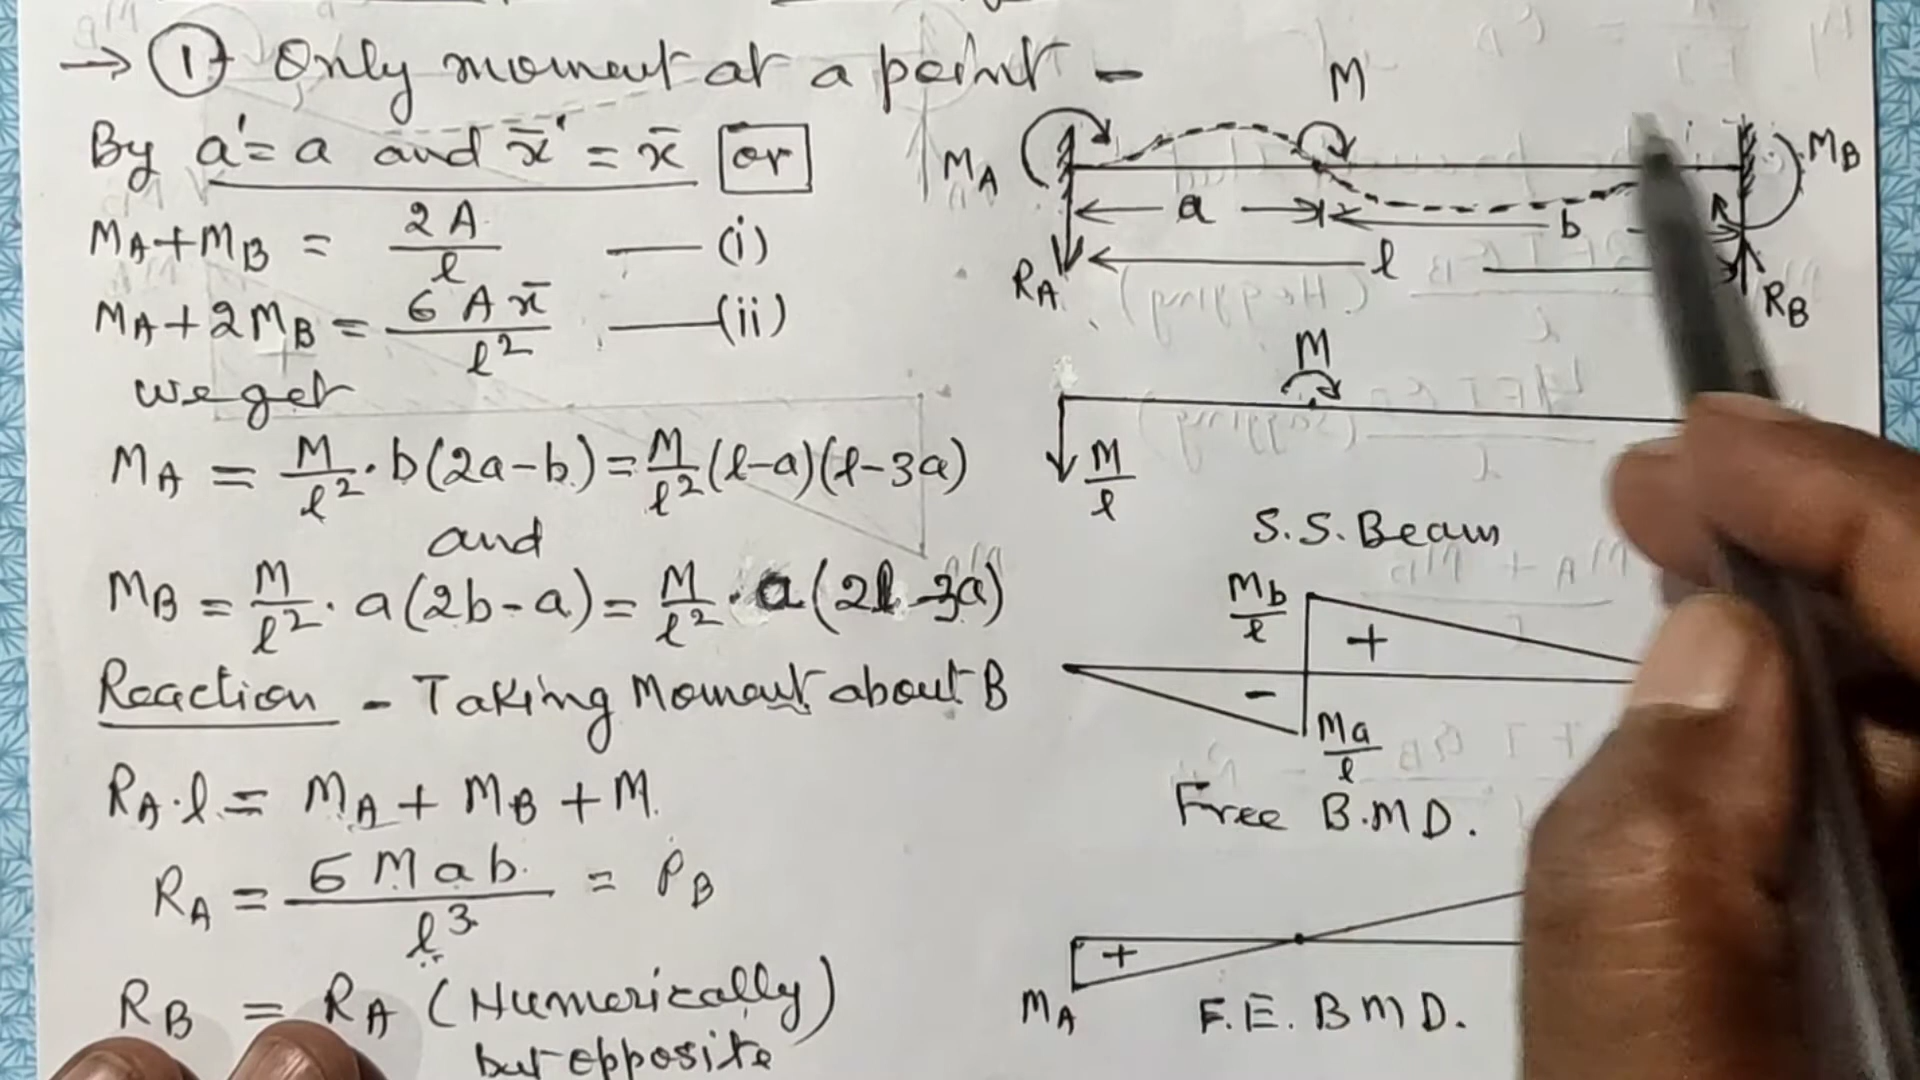 → ① Only moment at a point -
By a' = a and x̄' = x̄ or
MA + MB = 2A/l —— (i)
MA + 2MB = 6Ax̄/l² —— (ii)
we get
MA = M/l² · b(2a-b) = M/l² (l-a)(l-3a)
and
MB = M/l² · a(2b-a) = M/l² · a(2l-3a)
Reaction - Taking Moment about B
RA·l = MA + MB + M.
RA = 6Mab/l³ = RB
RB = RA (Numerically)
but opposite
M
MA
MB
a
b
l
RA
RB
M
M/l
S.S. Beam
Mb/l
+
-
Ma/l
Free B.M D.
+
MA
F.E. B M D.